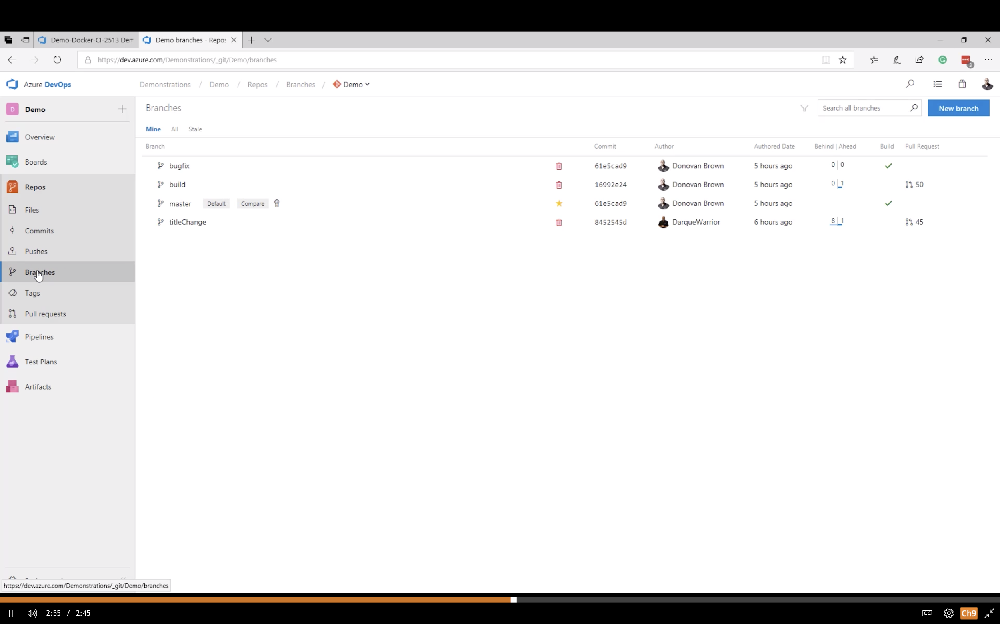 Demo-Docker-CI-2513 Dem
Demo branches - Repos
https://dev.azure.com/Demonstrations/_git/Demo/branches
3
Azure DevOps
Demonstrations / Demo / Repos / Branches / Demo
D Demo
Branches
Search all branches
New branch
Mine All Stale
Overview
Boards
Repos
Files
Commits
Pushes
Branches
Tags
Pull requests
Pipelines
Test Plans
Artifacts
Branch Commit Author Authored Date Behind | Ahead Build Pull Request
bugfix 61e5cad9 Donovan Brown 5 hours ago 0 | 0
build 16992e24 Donovan Brown 5 hours ago 0 | 1 50
master Default Compare 61e5cad9 Donovan Brown 5 hours ago
titleChange 8452545d DarqueWarrior 6 hours ago 8 | 1 45
https://dev.azure.com/Demonstrations/_git/Demo/branches
2:55 / 2:45
CC
Ch9